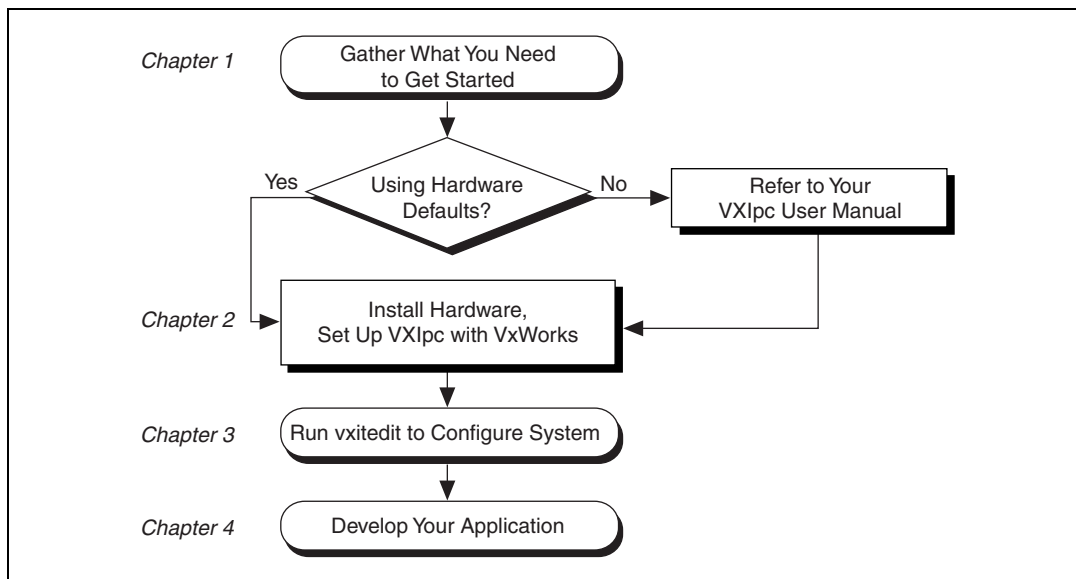 Chapter 1
Gather What You Need
to Get Started
Yes
Using Hardware
Defaults?
No
Refer to Your
VXIpc User Manual
Chapter 2
Install Hardware,
Set Up VXIpc with VxWorks
Chapter 3
Run vxitedit to Configure System
Chapter 4
Develop Your Application